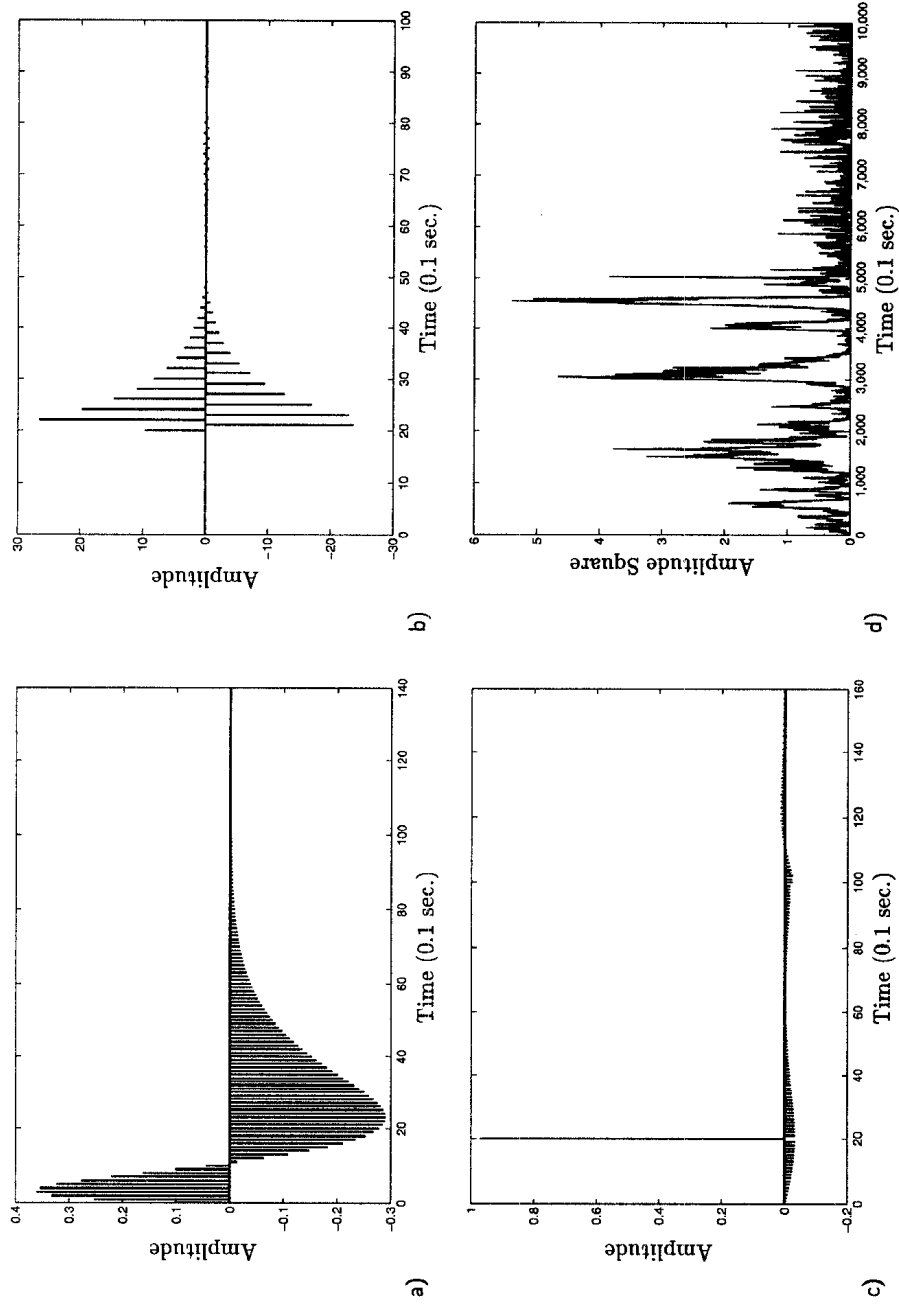 a)
Amplitude
0.4
0.3
0.2
0.1
0
-0.1
-0.2
-0.3
0 20 40 60 80 100 120 140
Time (0.1 sec.)
b)
Amplitude
30
20
10
0
-10
-20
-30
0 10 20 30 40 50 60 70 80 90 100
Time (0.1 sec.)
c)
Amplitude
1
0.8
0.6
0.4
0.2
0
-0.2
0 20 40 60 80 100 120 140 160
Time (0.1 sec.)
d)
Amplitude Square
6
5
4
3
2
1
0
0 1,000 2,000 3,000 4,000 5,000 6,000 7,000 8,000 9,000 10,000
Time (0.1 sec.)